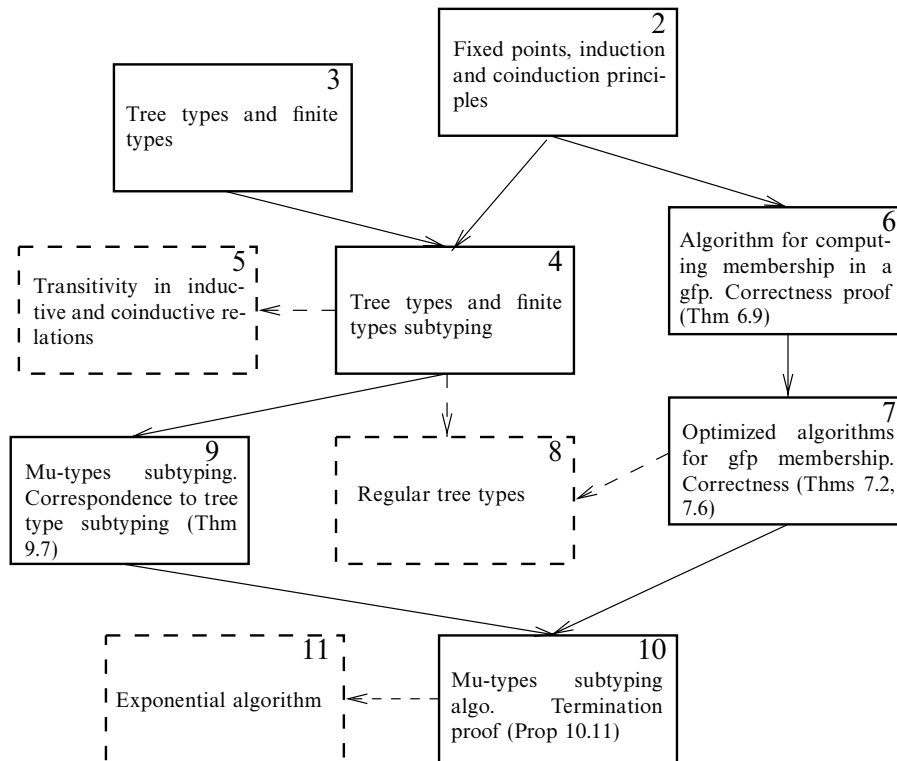 2
Fixed points, induction
and coinduction princi-
ples
3
Tree types and finite
types
6
Algorithm for comput-
ing membership in a
gfp. Correctness proof
(Thm 6.9)
5
Transitivity in induc-
tive and coinductive re-
lations
4
Tree types and finite
types subtyping
7
Optimized algorithms
for gfp membership.
Correctness (Thms 7.2,
7.6)
9
Mu-types subtyping.
Correspondence to tree
type subtyping (Thm
9.7)
8
Regular tree types
11
Exponential algorithm
10
Mu-types subtyping
algo. Termination
proof (Prop 10.11)